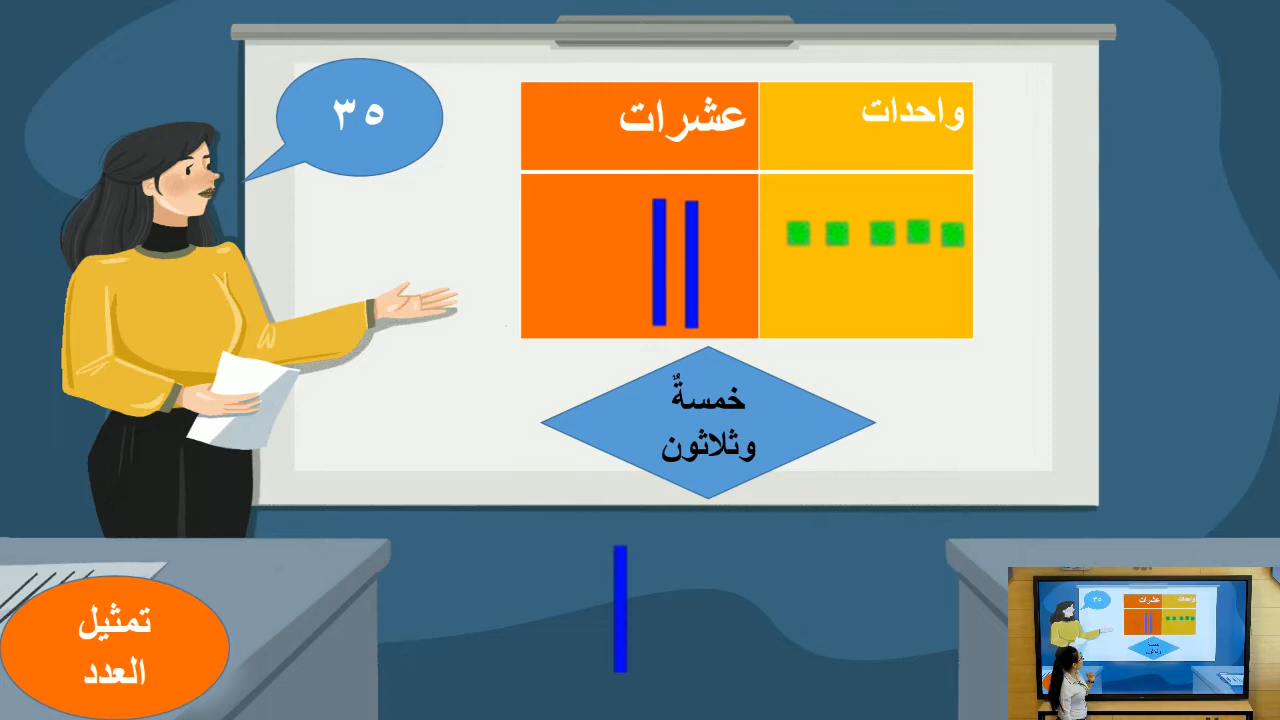 ٣٥
واحدات
عشرات
خمسةٌ
وثلاثون
تمثيل
العدد